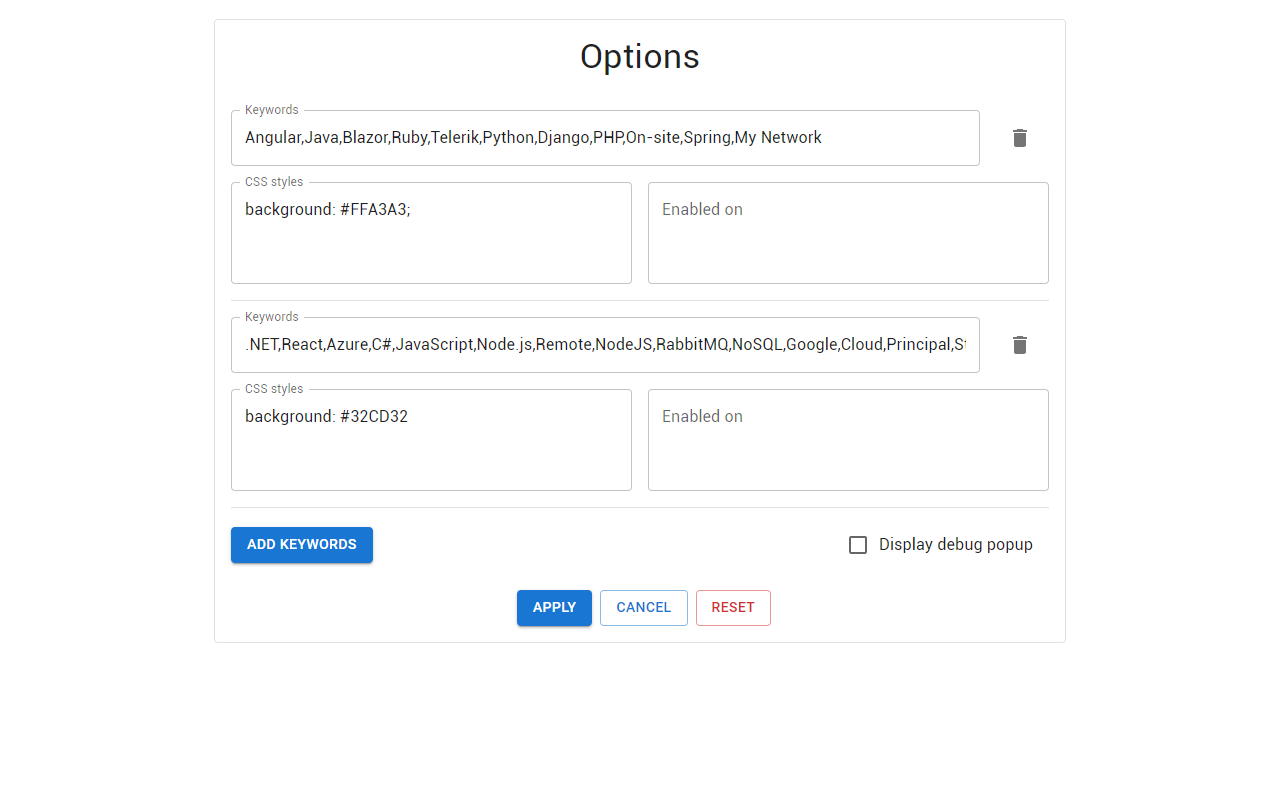 Options
Keywords
Angular,Java,Blazor,Ruby,Telerik,Python,Django,PHP,On-site,Spring,My Network
CSS styles
background: #FFA3A3;
Enabled on
Keywords
.NET,React,Azure,C#,JavaScript,Node.js,Remote,NodeJS,RabbitMQ,NoSQL,Google,Cloud,Principal,
CSS styles
background: #32CD32
Enabled on
ADD KEYWORDS
Display debug popup
APPLY
CANCEL
RESET